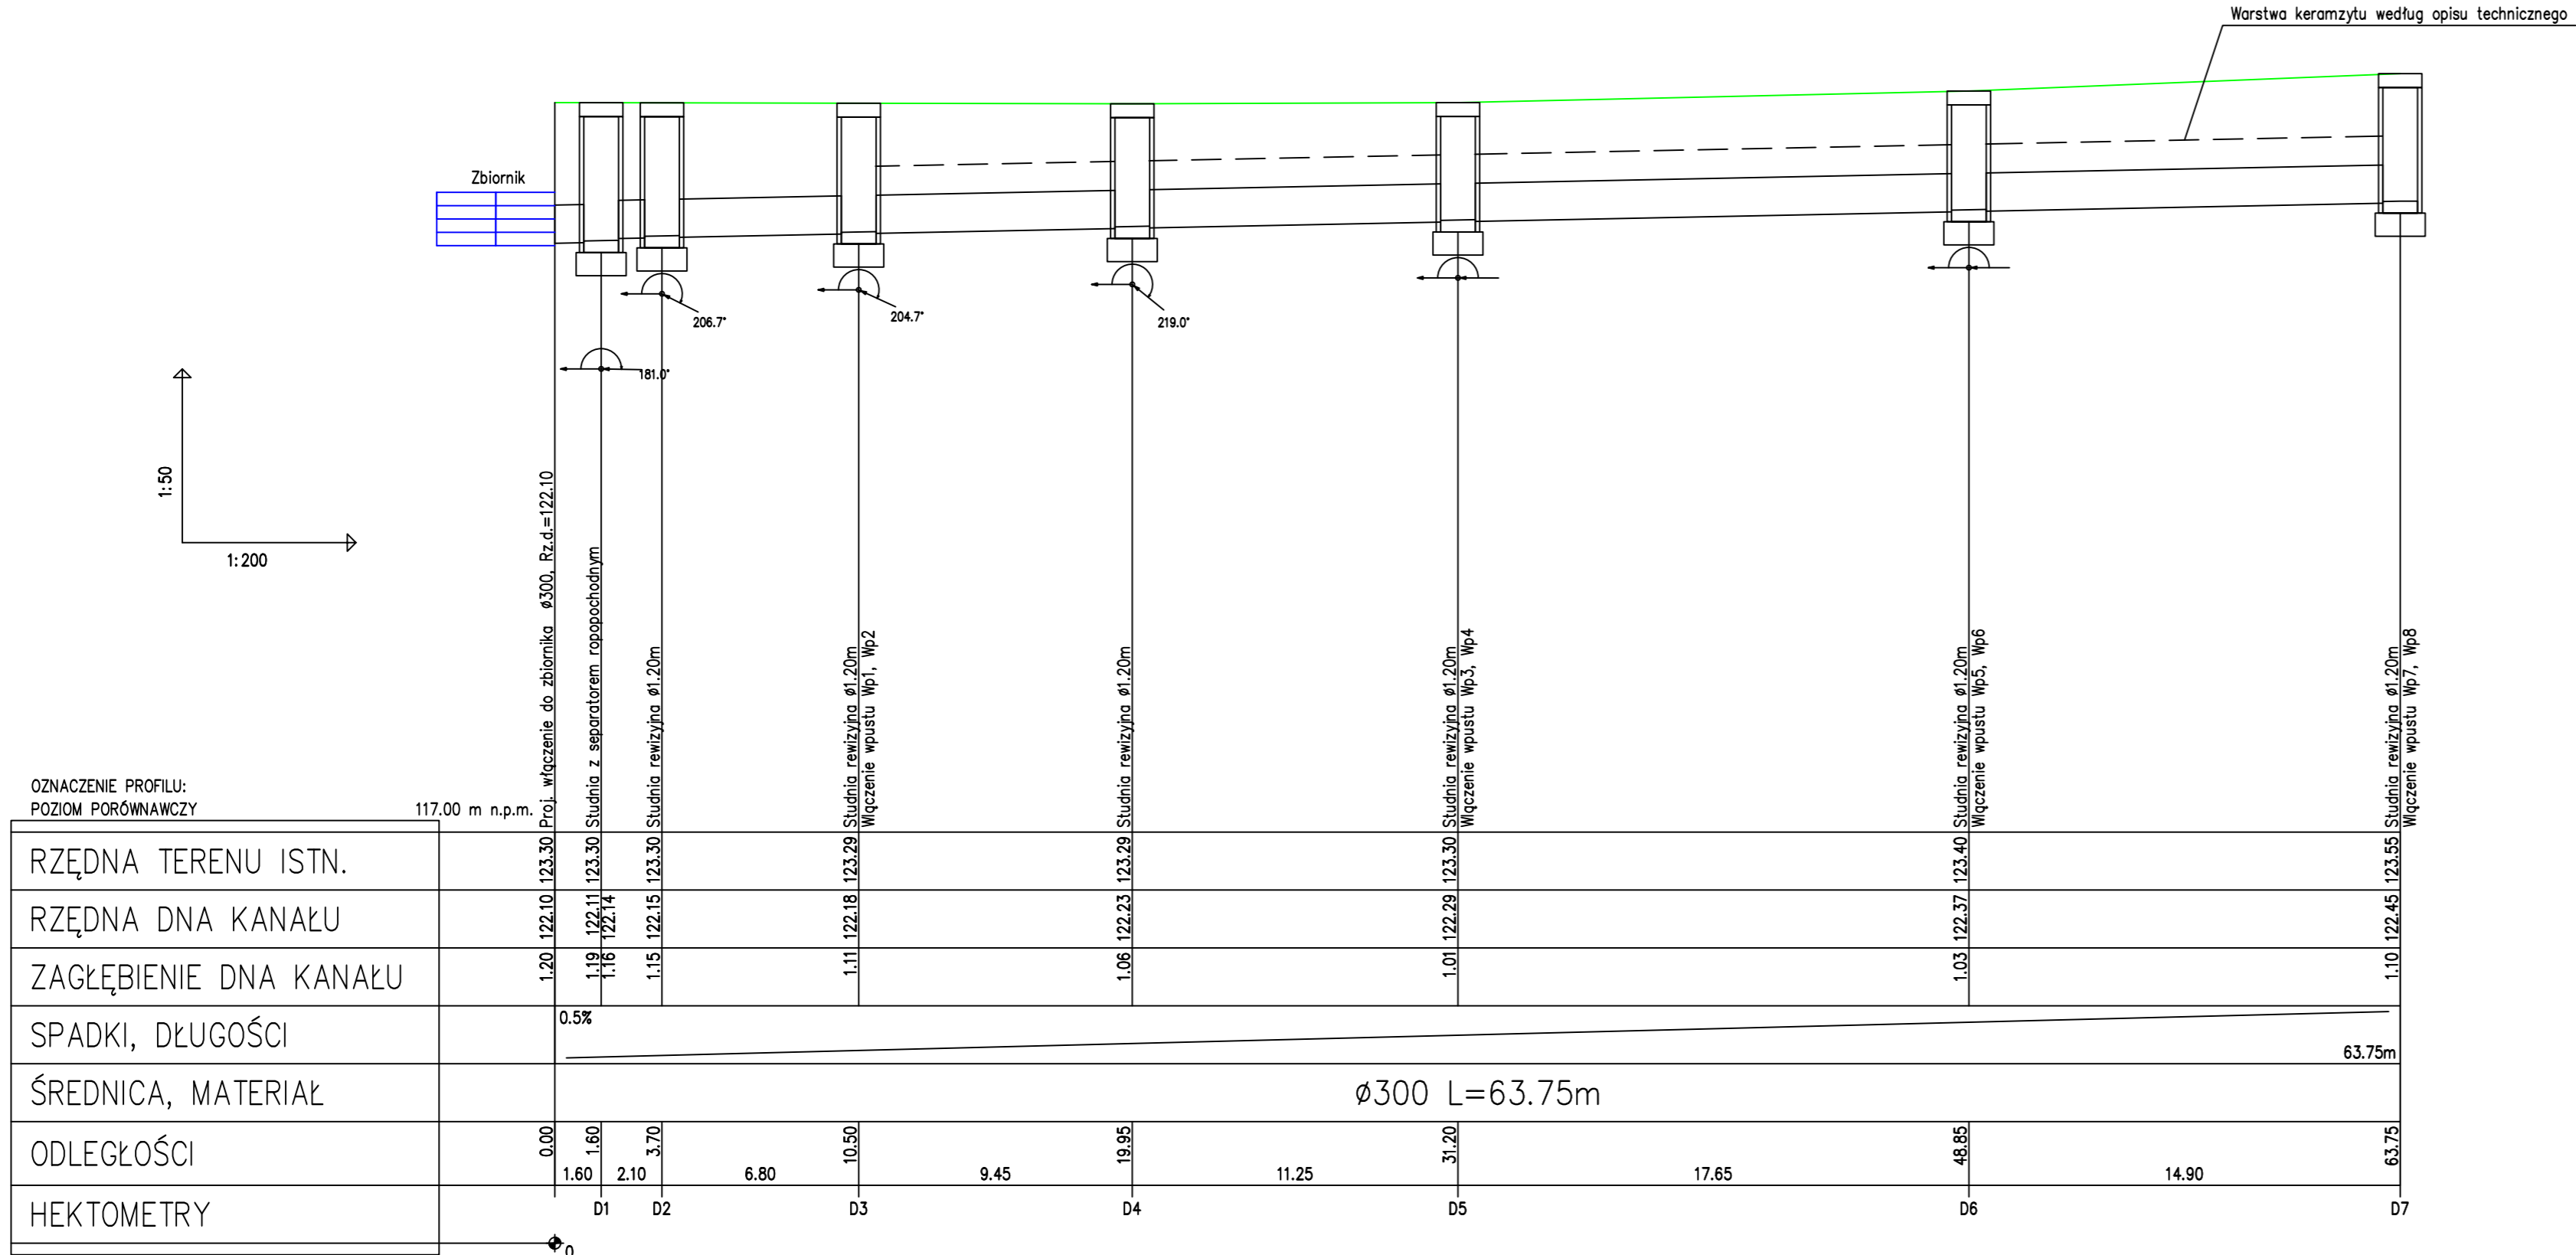 Warstwa keramzytu według opisu technicznego
Zbiornik
206.7°
204.7°
219.0°
181.0°
1:50
1:200
Proj. włączenie do zbiornika ø300, Rz.d.=122.10
Studnia z separatorem ropopochodnym
Studnia rewizyjna ø1.20m
Studnia rewizyjna ø1.20m
Włączenie wpustu Wp1, Wp2
Studnia rewizyjna ø1.20m
Studnia rewizyjna ø1.20m
Włączenie wpustu Wp3, Wp4
Studnia rewizyjna ø1.20m
Włączenie wpustu Wp5, Wp6
Studnia rewizyjna ø1.20m
Włączenie wpustu Wp7, Wp8
OZNACZENIE PROFILU:
POZIOM PORÓWNAWCZY 117.00 m n.p.m.
RZĘDNA TERENU ISTN. 123.30 123.30 123.30 123.29 123.29 123.30 123.40 123.55
RZĘDNA DNA KANAŁU 122.10 122.11 122.14 122.15 122.18 122.23 122.29 122.37 122.45
ZAGŁĘBIENIE DNA KANAŁU 1.20 1.19 1.16 1.15 1.11 1.06 1.01 1.03 1.10
SPADKI, DŁUGOŚCI 0.5% 63.75m
ŚREDNICA, MATERIAŁ ø300 L=63.75m
ODLEGŁOŚCI 0.00 1.60 3.70 10.50 19.95 31.20 48.85 63.75
1.60 2.10 6.80 9.45 11.25 17.65 14.90
HEKTOMETRY D1 D2 D3 D4 D5 D6 D7
0